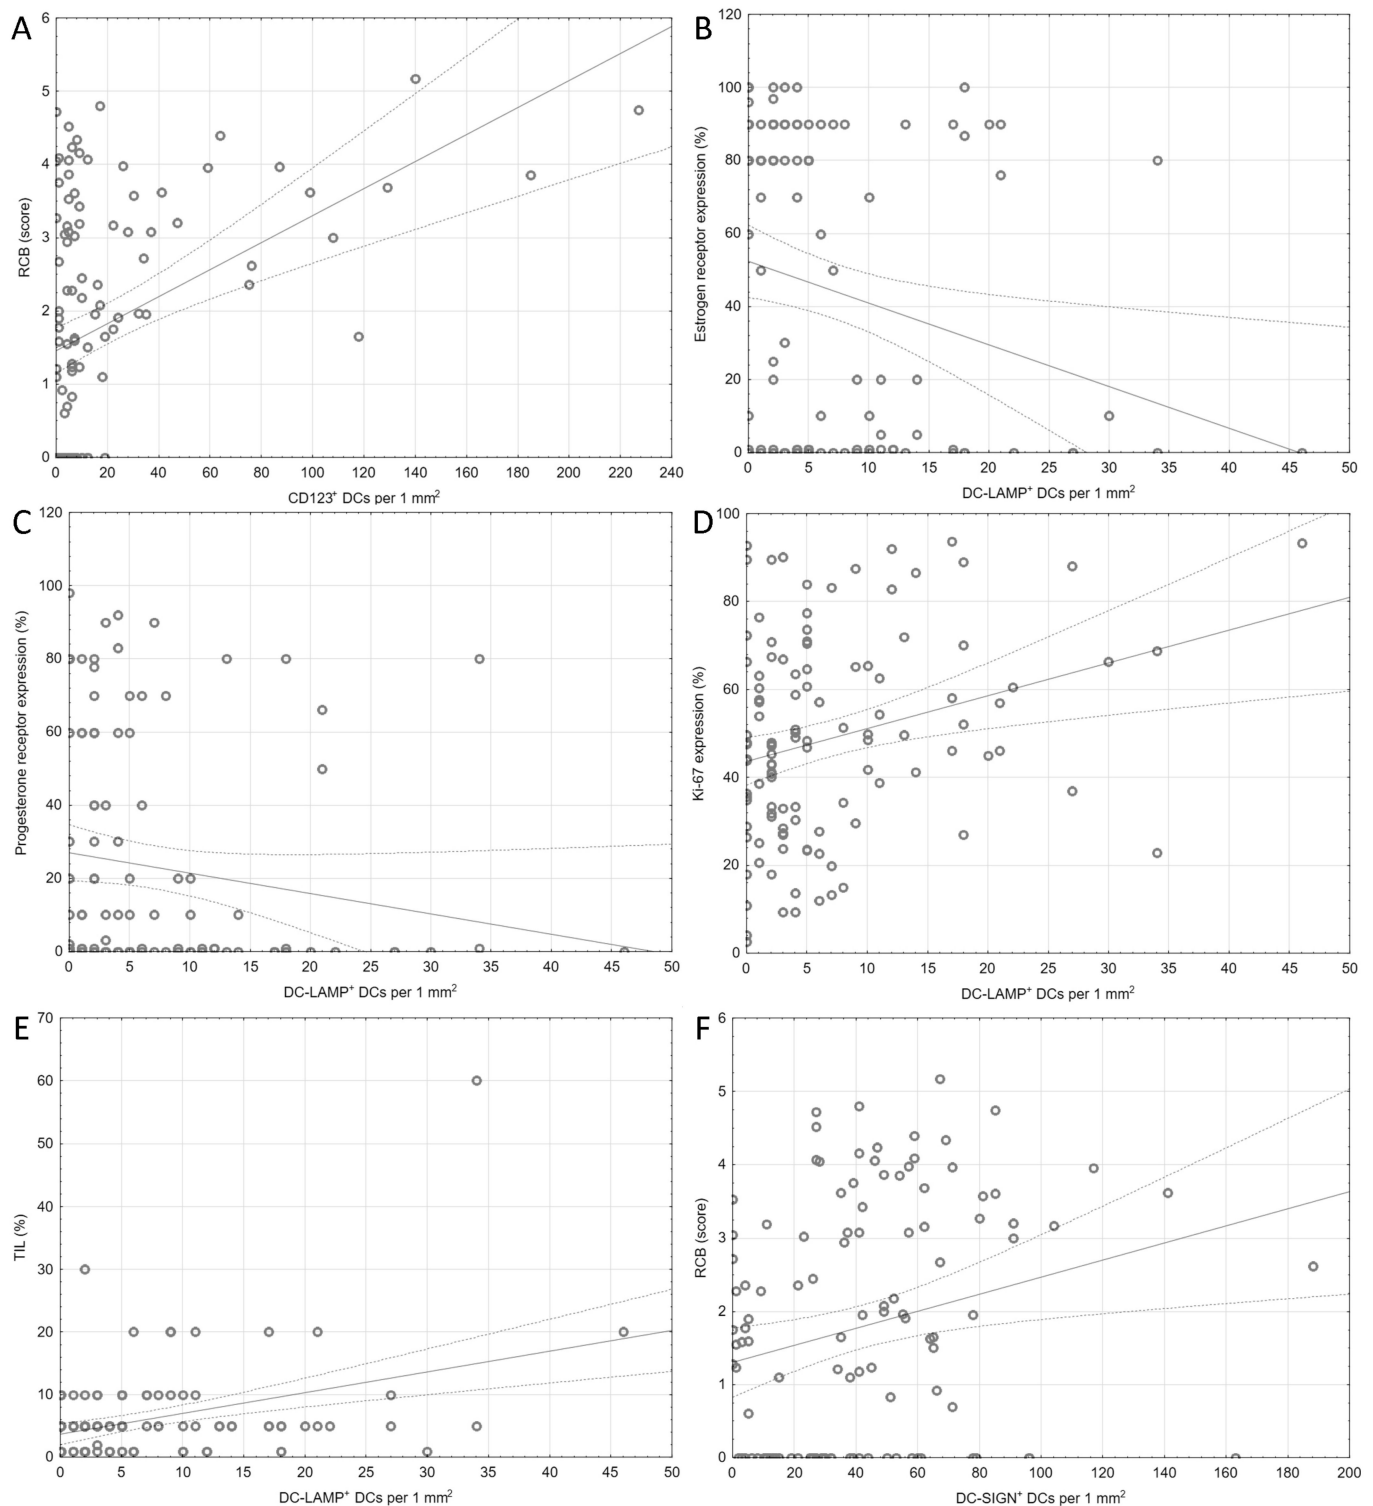 A
6
5
4
3
2
1
0
RCB (score)
0 20 40 60 80 100 120 140 160 180 200 220 240
CD123⁺ DCs per 1 mm²
B
120
100
80
60
40
20
0
Estrogen receptor expression (%)
0 5 10 15 20 25 30 35 40 45 50
DC-LAMP⁺ DCs per 1 mm²
C
120
100
80
60
40
20
0
Progesterone receptor expression (%)
0 5 10 15 20 25 30 35 40 45 50
DC-LAMP⁺ DCs per 1 mm²
D
100
80
60
40
20
0
Ki-67 expression (%)
0 5 10 15 20 25 30 35 40 45 50
DC-LAMP⁺ DCs per 1 mm²
E
70
60
50
40
30
20
10
0
TIL (%)
0 5 10 15 20 25 30 35 40 45 50
DC-LAMP⁺ DCs per 1 mm²
F
6
5
4
3
2
1
0
RCB (score)
0 20 40 60 80 100 120 140 160 180 200
DC-SIGN⁺ DCs per 1 mm²